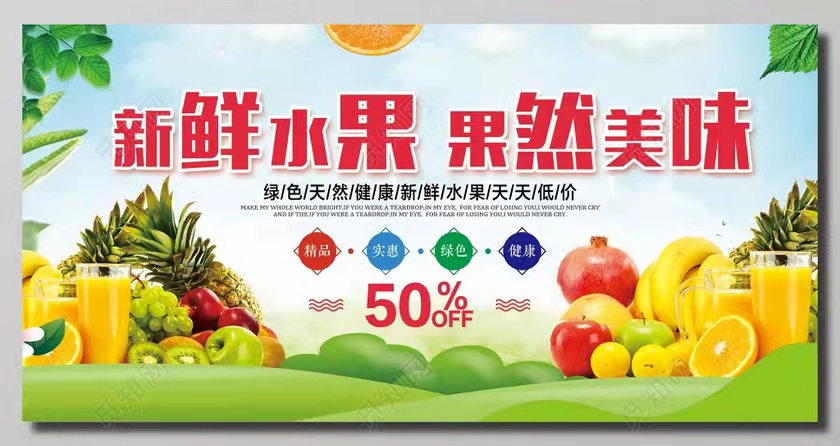 新鲜水果 果然美味
绿/色/天/然/健/康/新/鲜/水/果/天/天/低/价
MAKE MY WHOLE WORLD BRIGHT.IF YOU WERE A TEARDROP;IN MY EYE, FOR FEAR OF LOSING YOU,I WOULD NEVER CRY
AND IF THE IF YOU WERE A TEARDROP;IN MY EYE, FOR FEAR OF LOSING YOU,I WOULD NEVER CRY.
精品 实惠 绿色 健康
50% OFF
觅知网